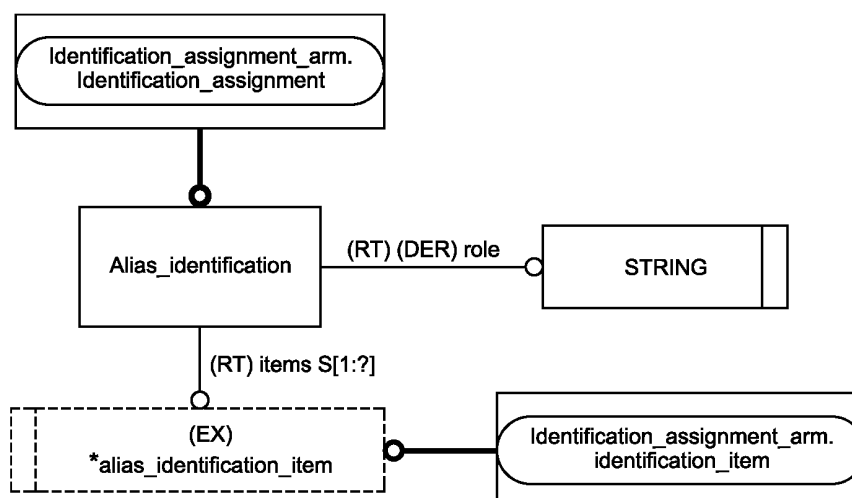 Identification_assignment_arm.
Identification_assignment
Alias_identification
(RT) (DER) role
STRING
(RT) items S[1:?]
(EX)
*alias_identification_item
Identification_assignment_arm.
identification_item